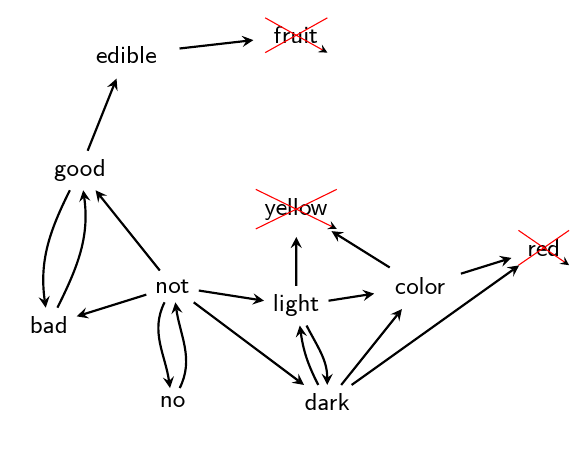 fruit
edible
good
yellow
red
not
color
light
bad
no
dark